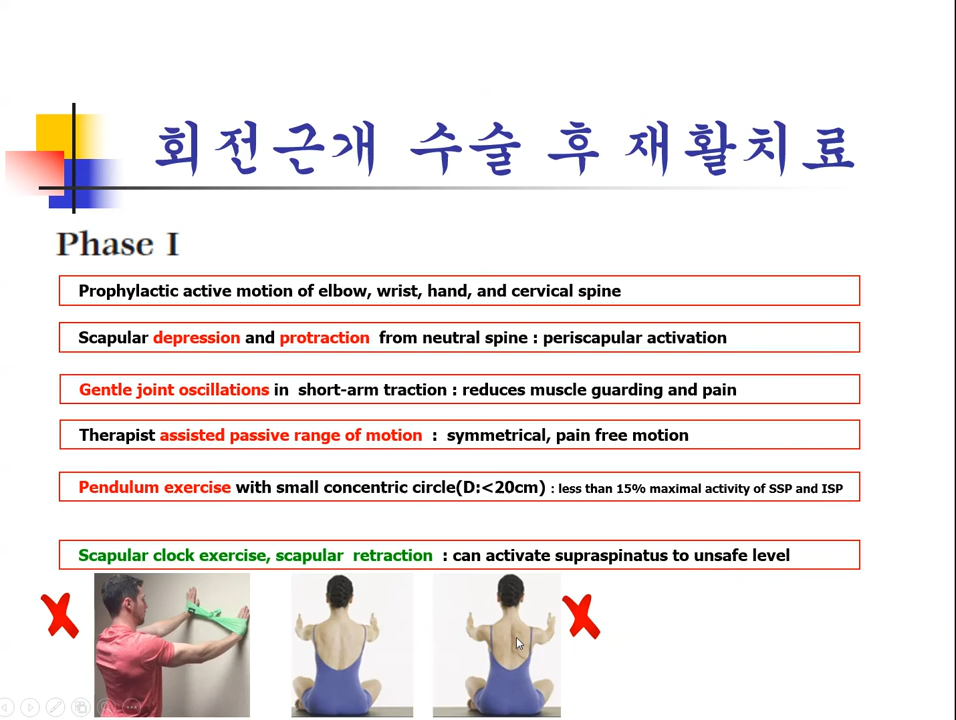 회전근개 수술 후 재활치료
Phase I
Prophylactic active motion of elbow, wrist, hand, and cervical spine
Scapular depression and protraction from neutral spine : periscapular activation
Gentle joint oscillations in short-arm traction : reduces muscle guarding and pain
Therapist assisted passive range of motion : symmetrical, pain free motion
Pendulum exercise with small concentric circle(D:<20cm) : less than 15% maximal activity of SSP and ISP
Scapular clock exercise, scapular retraction : can activate supraspinatus to unsafe level